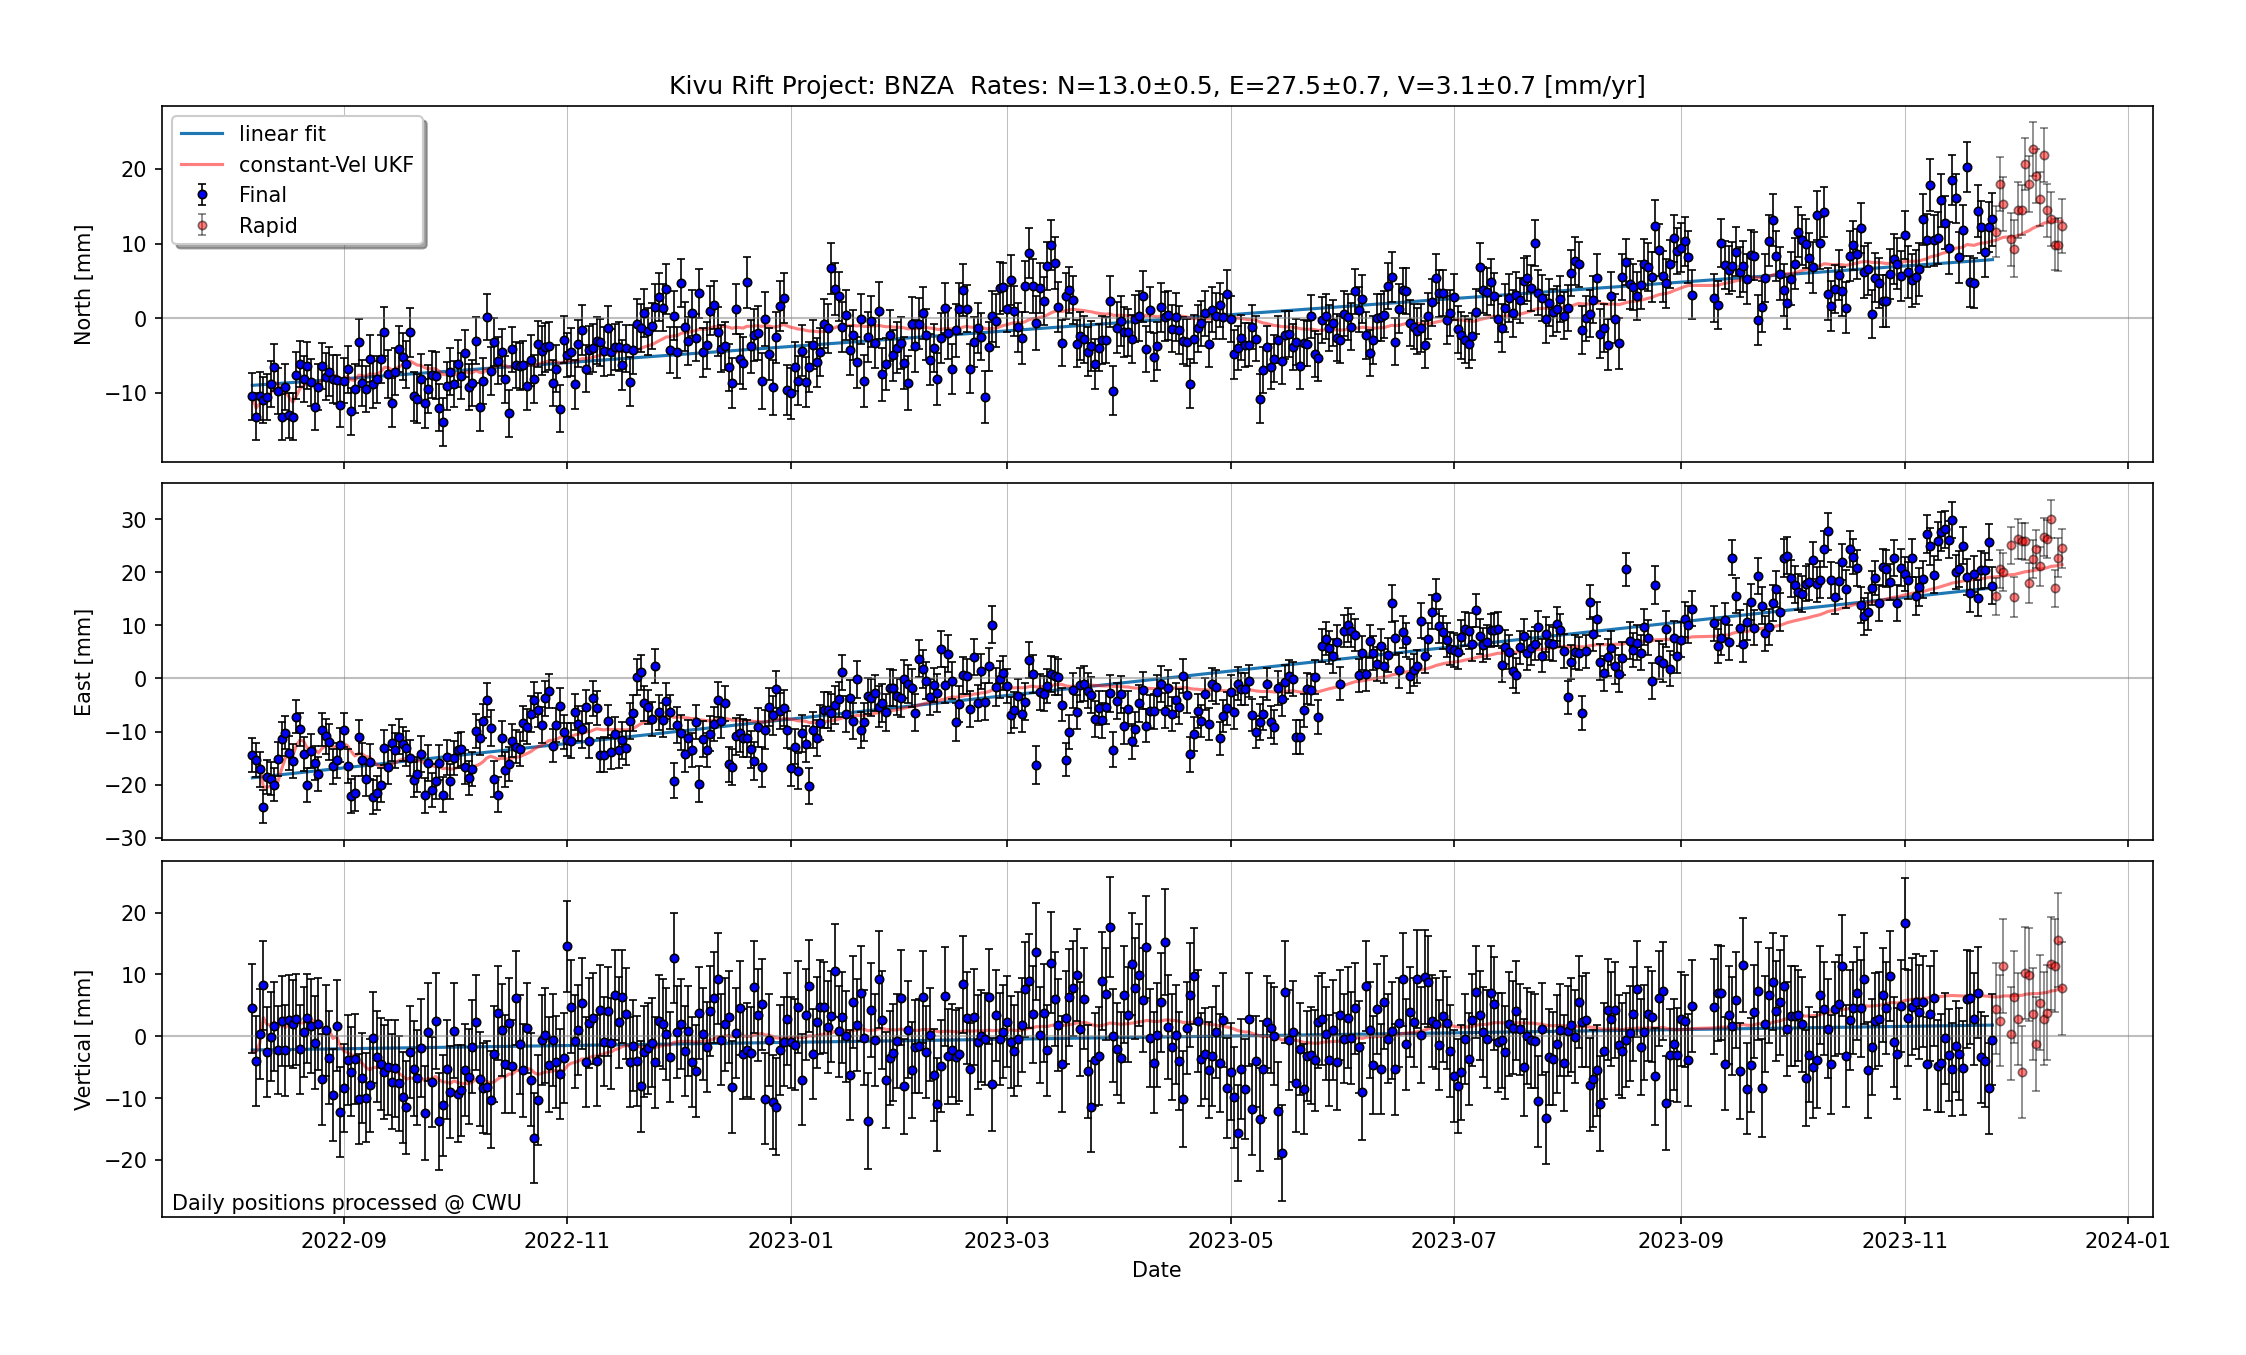 Kivu Rift Project: BNZA  Rates: N=13.0±0.5, E=27.5±0.7, V=3.1±0.7 [mm/yr]
linear fit
constant-Vel UKF
Final
Rapid
North [mm]
20
10
0
−10
East [mm]
30
20
10
0
−10
−20
−30
Vertical [mm]
20
10
0
−10
−20
Daily positions processed @ CWU
2022-09 2022-11 2023-01 2023-03 2023-05 2023-07 2023-09 2023-11 2024-01
Date